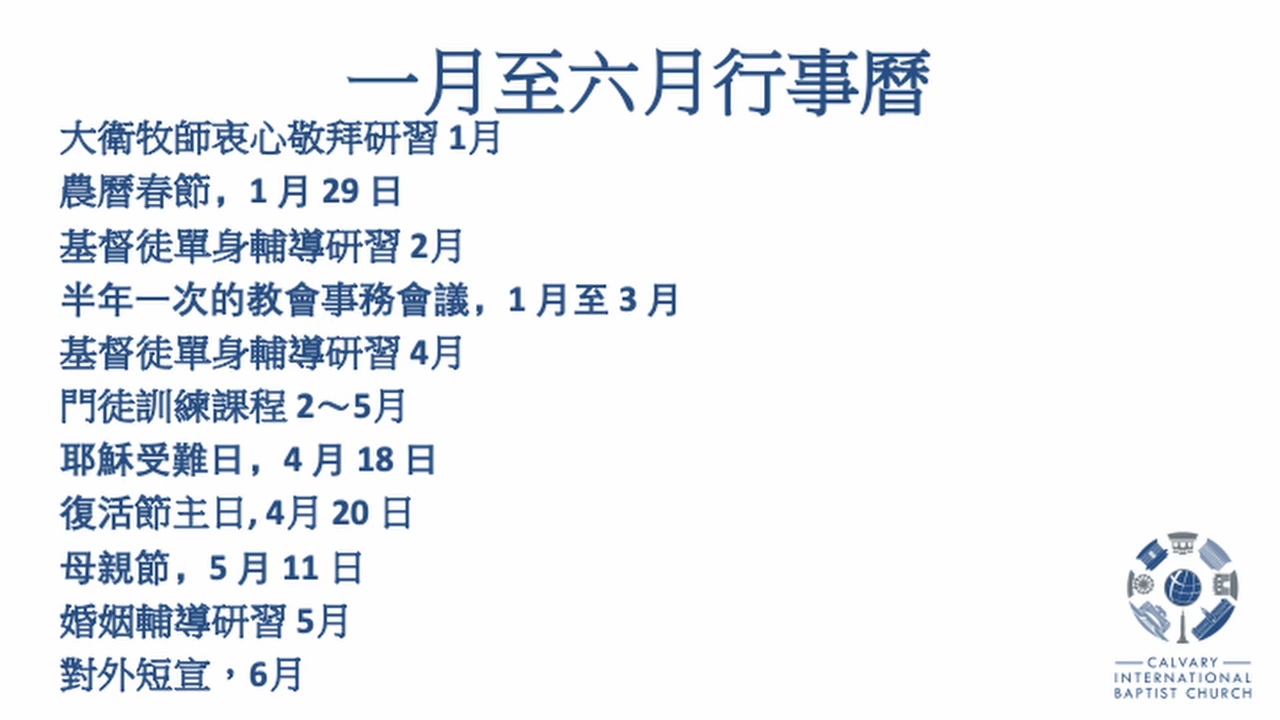 一月至六月行事曆
大衛牧師衷心敬拜研習 1月
農曆春節，1 月 29 日
基督徒單身輔導研習 2月
半年一次的教會事務會議，1 月至 3 月
基督徒單身輔導研習 4月
門徒訓練課程 2～5月
耶穌受難日，4 月 18 日
復活節主日, 4月 20 日
母親節，5 月 11 日
婚姻輔導研習 5月
對外短宣，6月
CALVARY
INTERNATIONAL
BAPTIST CHURCH